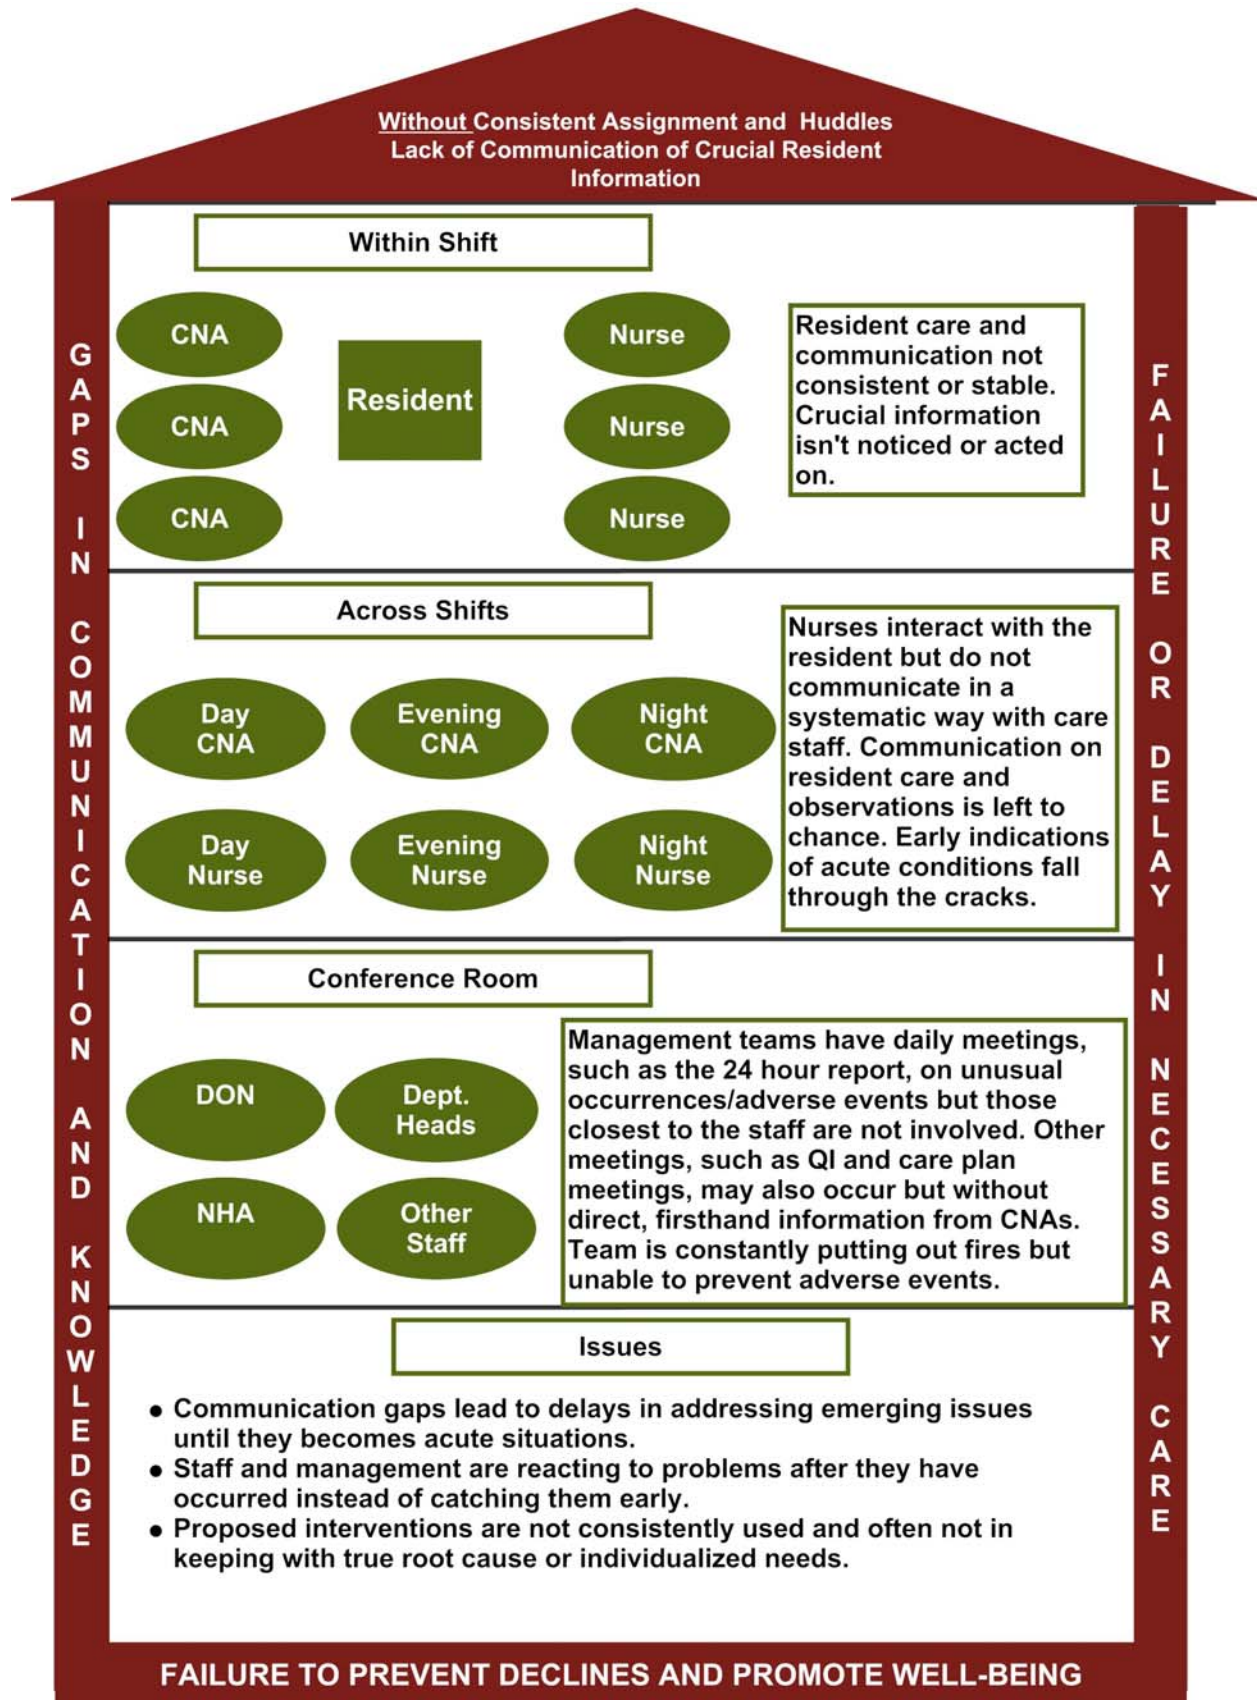 Without Consistent Assignment and Huddles
Lack of Communication of Crucial Resident
Information
GAPS IN COMMUNICATION AND KNOWLEDGE
FAILURE OR DELAY IN NECESSARY CARE
Within Shift
CNA
CNA
CNA
Resident
Nurse
Nurse
Nurse
Resident care and
communication not
consistent or stable.
Crucial information
isn't noticed or acted
on.
Across Shifts
Day
CNA
Evening
CNA
Night
CNA
Day
Nurse
Evening
Nurse
Night
Nurse
Nurses interact with the
resident but do not
communicate in a
systematic way with care
staff. Communication on
resident care and
observations is left to
chance. Early indications
of acute conditions fall
through the cracks.
Conference Room
DON
Dept.
Heads
NHA
Other
Staff
Management teams have daily meetings,
such as the 24 hour report, on unusual
occurrences/adverse events but those
closest to the staff are not involved. Other
meetings, such as QI and care plan
meetings, may also occur but without
direct, firsthand information from CNAs.
Team is constantly putting out fires but
unable to prevent adverse events.
Issues
● Communication gaps lead to delays in addressing emerging issues
until they becomes acute situations.
● Staff and management are reacting to problems after they have
occurred instead of catching them early.
● Proposed interventions are not consistently used and often not in
keeping with true root cause or individualized needs.
FAILURE TO PREVENT DECLINES AND PROMOTE WELL-BEING